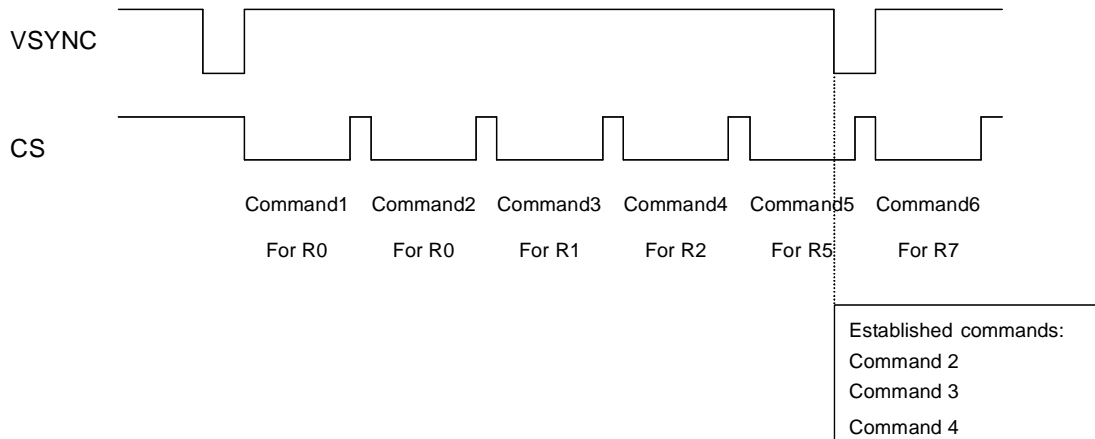 VSYNC
CS
Command1 Command2 Command3 Command4 Command5 Command6
For R0 For R0 For R1 For R2 For R5 For R7
Established commands:
Command 2
Command 3
Command 4